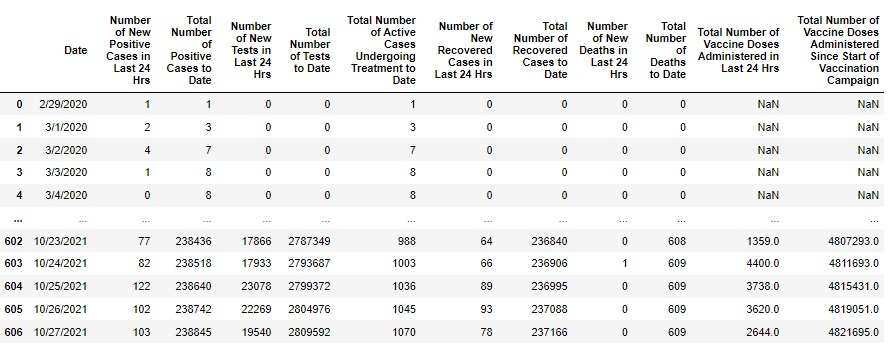 Date Number of New Positive Cases in Last 24 Hrs Total Number of Positive Cases to Date Number of New Tests in Last 24 Hrs Total Number of Tests to Date Total Number of Active Cases Undergoing Treatment to Date Number of New Recovered Cases in Last 24 Hrs Total Number of Recovered Cases to Date Number of New Deaths in Last 24 Hrs Total Number of Deaths to Date Total Number of Vaccine Doses Administered in Last 24 Hrs Total Number of Vaccine Doses Administered Since Start of Vaccination Campaign
0 2/29/2020 1 1 0 0 1 0 0 0 0 NaN NaN
1 3/1/2020 2 3 0 0 3 0 0 0 0 NaN NaN
2 3/2/2020 4 7 0 0 7 0 0 0 0 NaN NaN
3 3/3/2020 1 8 0 0 8 0 0 0 0 NaN NaN
4 3/4/2020 0 8 0 0 8 0 0 0 0 NaN NaN
... ... ... ... ... ... ... ... ... ... ... ... ...
602 10/23/2021 77 238436 17866 2787349 988 64 236840 0 608 1359.0 4807293.0
603 10/24/2021 82 238518 17933 2793687 1003 66 236906 1 609 4400.0 4811693.0
604 10/25/2021 122 238640 23078 2799372 1036 89 236995 0 609 3738.0 4815431.0
605 10/26/2021 102 238742 22269 2804976 1045 93 237088 0 609 3620.0 4819051.0
606 10/27/2021 103 238845 19540 2809592 1070 78 237166 0 609 2644.0 4821695.0